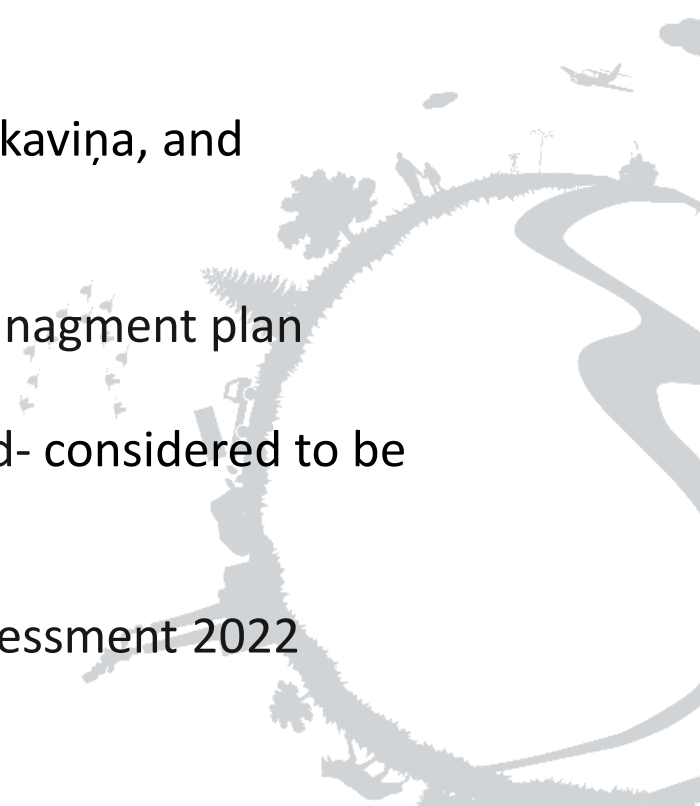 kaviņa, and
nagment plan
d- considered to be
essment 2022